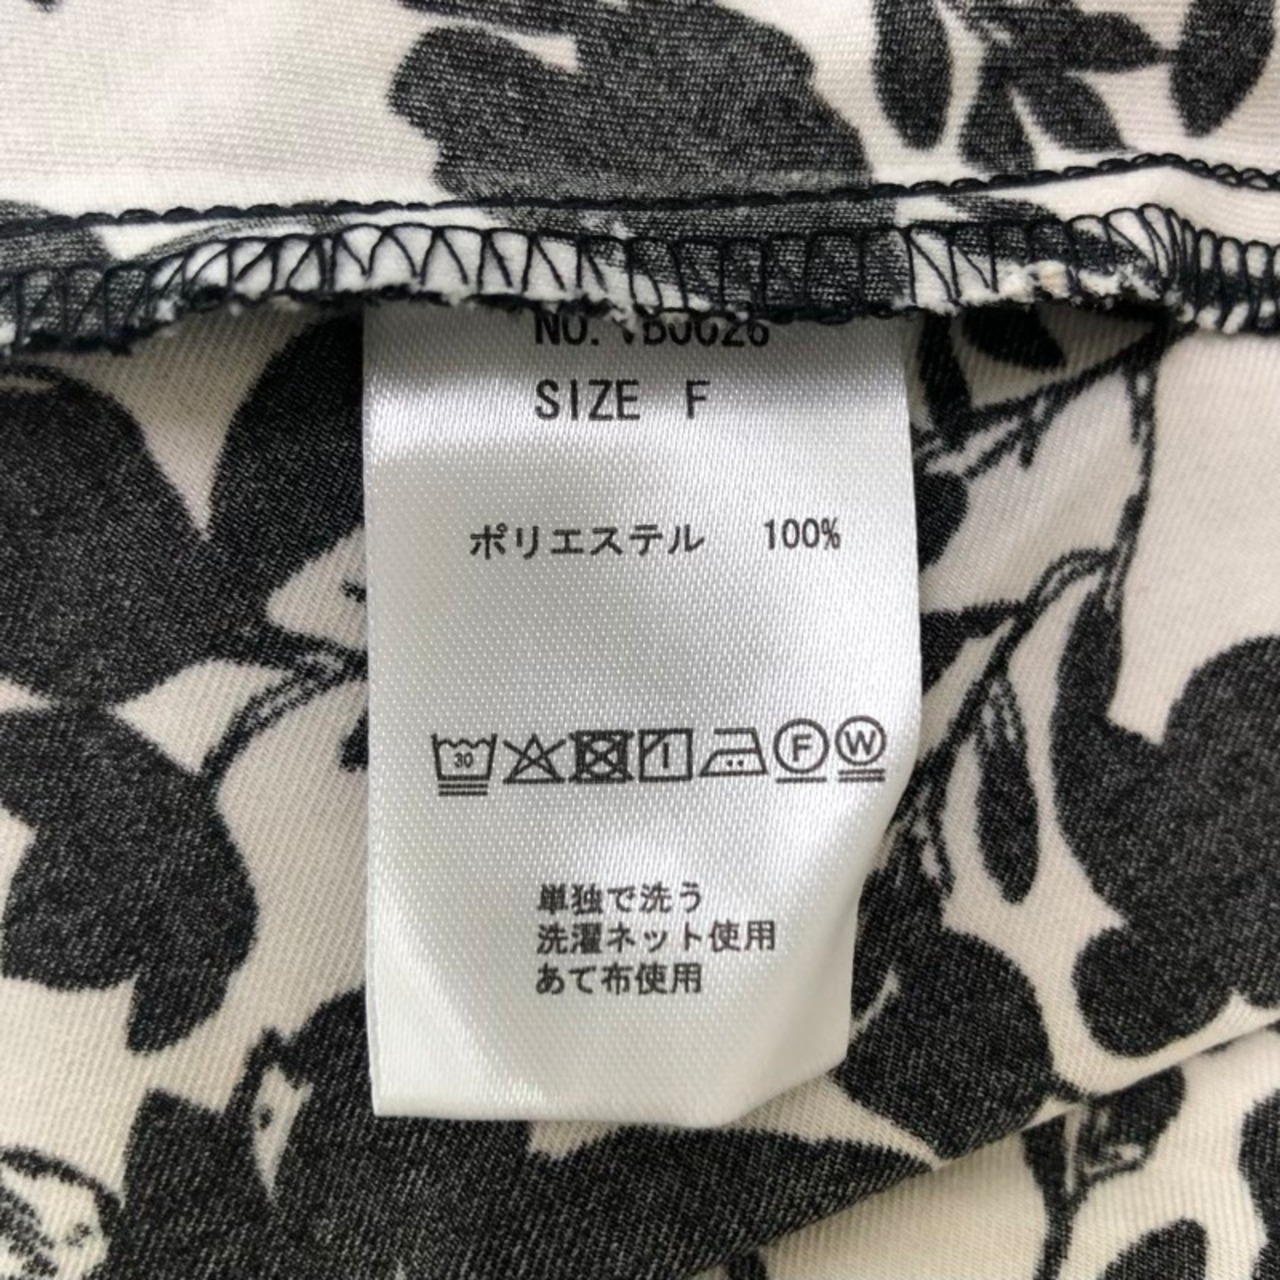 SIZE F
ポリエステル 100%
30 F W
単独で洗う
洗濯ネット使用
あて布使用